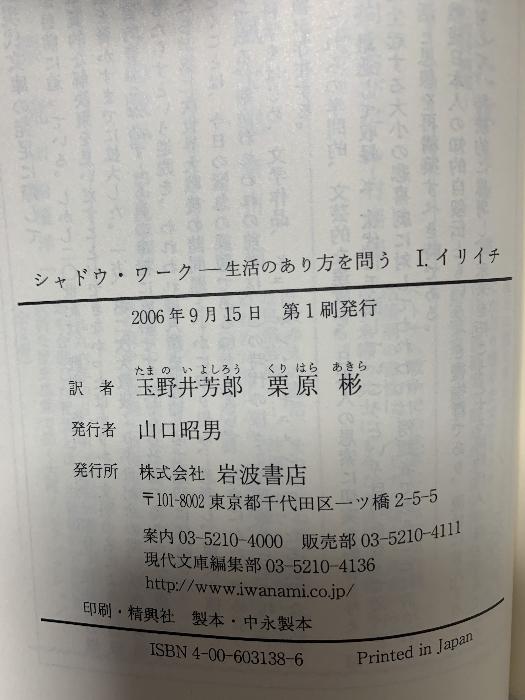 シャドウ・ワーク―生活のあり方を問う I.イリイチ
2006年9月15日 第1刷発行
たまのいよしろう くりはら あきら
訳者 玉野井芳郎 栗原 彬
発行者 山口昭男
発行所 株式会社 岩波書店
〒101-8002 東京都千代田区一ツ橋2-5-5
案内 03-5210-4000 販売部 03-5210-4111
現代文庫編集部 03-5210-4136
http://www.iwanami.co.jp/
印刷・精興社 製本・中永製本
ISBN 4-00-603138-6 Printed in Japan